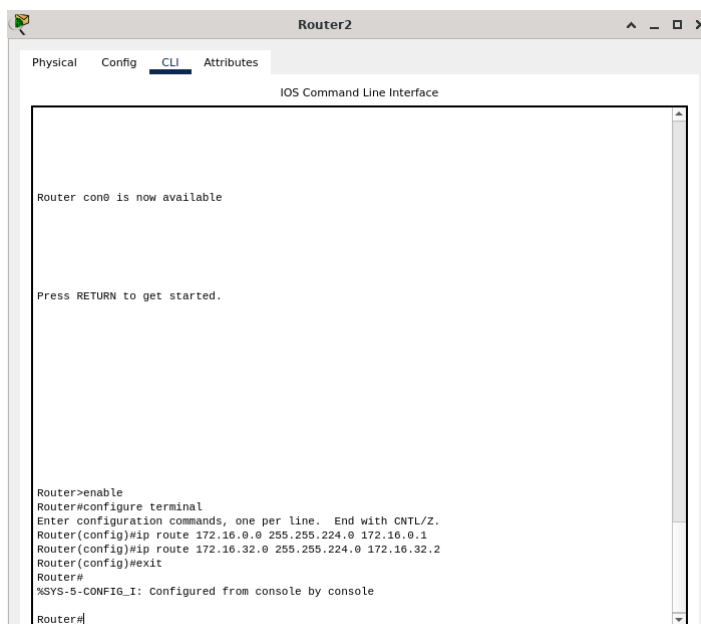 Router2
Physical Config CLI Attributes
IOS Command Line Interface
Router con0 is now available
Press RETURN to get started.
Router>enable
Router#configure terminal
Enter configuration commands, one per line.  End with CNTL/Z.
Router(config)#ip route 172.16.0.0 255.255.224.0 172.16.0.1
Router(config)#ip route 172.16.32.0 255.255.224.0 172.16.32.2
Router(config)#exit
Router#
%SYS-5-CONFIG_I: Configured from console by console
Router#